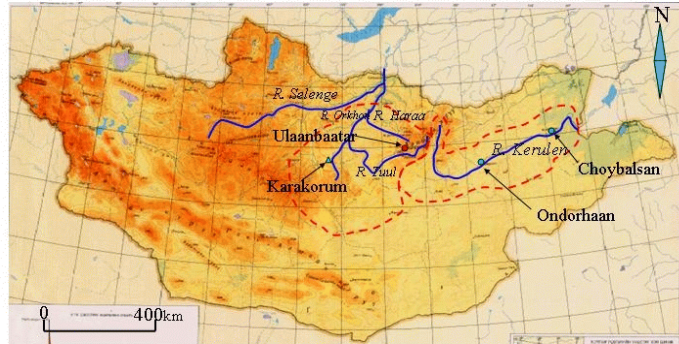 N
R. Salenge
R. Orkhon
R. Haraa
Ulaanbaatar
R. Kerulen
Choybalsan
R. Tuul
Karakorum
Ondorhaan
0
400km